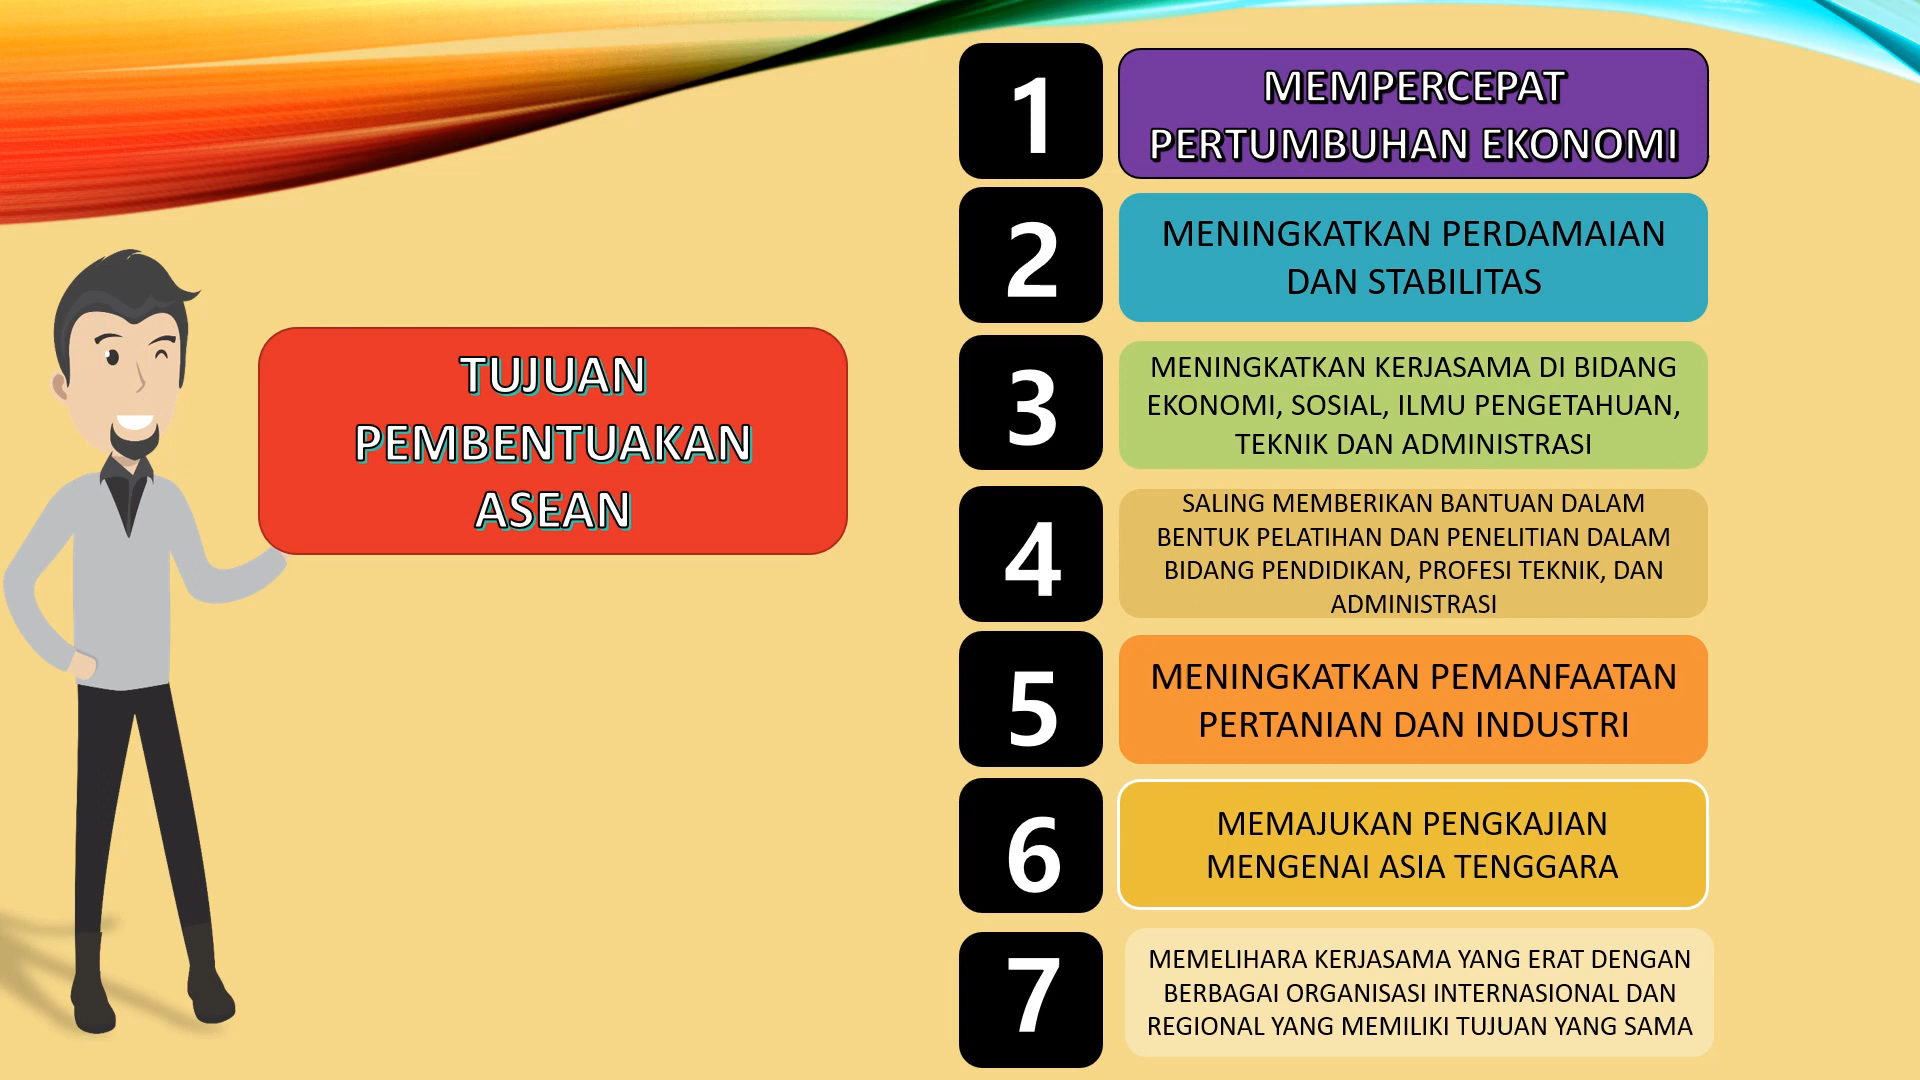 TUJUAN
PEMBENTUAKAN
ASEAN
1
MEMPERCEPAT
PERTUMBUHAN EKONOMI
2
MENINGKATKAN PERDAMAIAN
DAN STABILITAS
3
MENINGKATKAN KERJASAMA DI BIDANG
EKONOMI, SOSIAL, ILMU PENGETAHUAN,
TEKNIK DAN ADMINISTRASI
4
SALING MEMBERIKAN BANTUAN DALAM
BENTUK PELATIHAN DAN PENELITIAN DALAM
BIDANG PENDIDIKAN, PROFESI TEKNIK, DAN
ADMINISTRASI
5
MENINGKATKAN PEMANFAATAN
PERTANIAN DAN INDUSTRI
6
MEMAJUKAN PENGKAJIAN
MENGENAI ASIA TENGGARA
7
MEMELIHARA KERJASAMA YANG ERAT DENGAN
BERBAGAI ORGANISASI INTERNASIONAL DAN
REGIONAL YANG MEMILIKI TUJUAN YANG SAMA